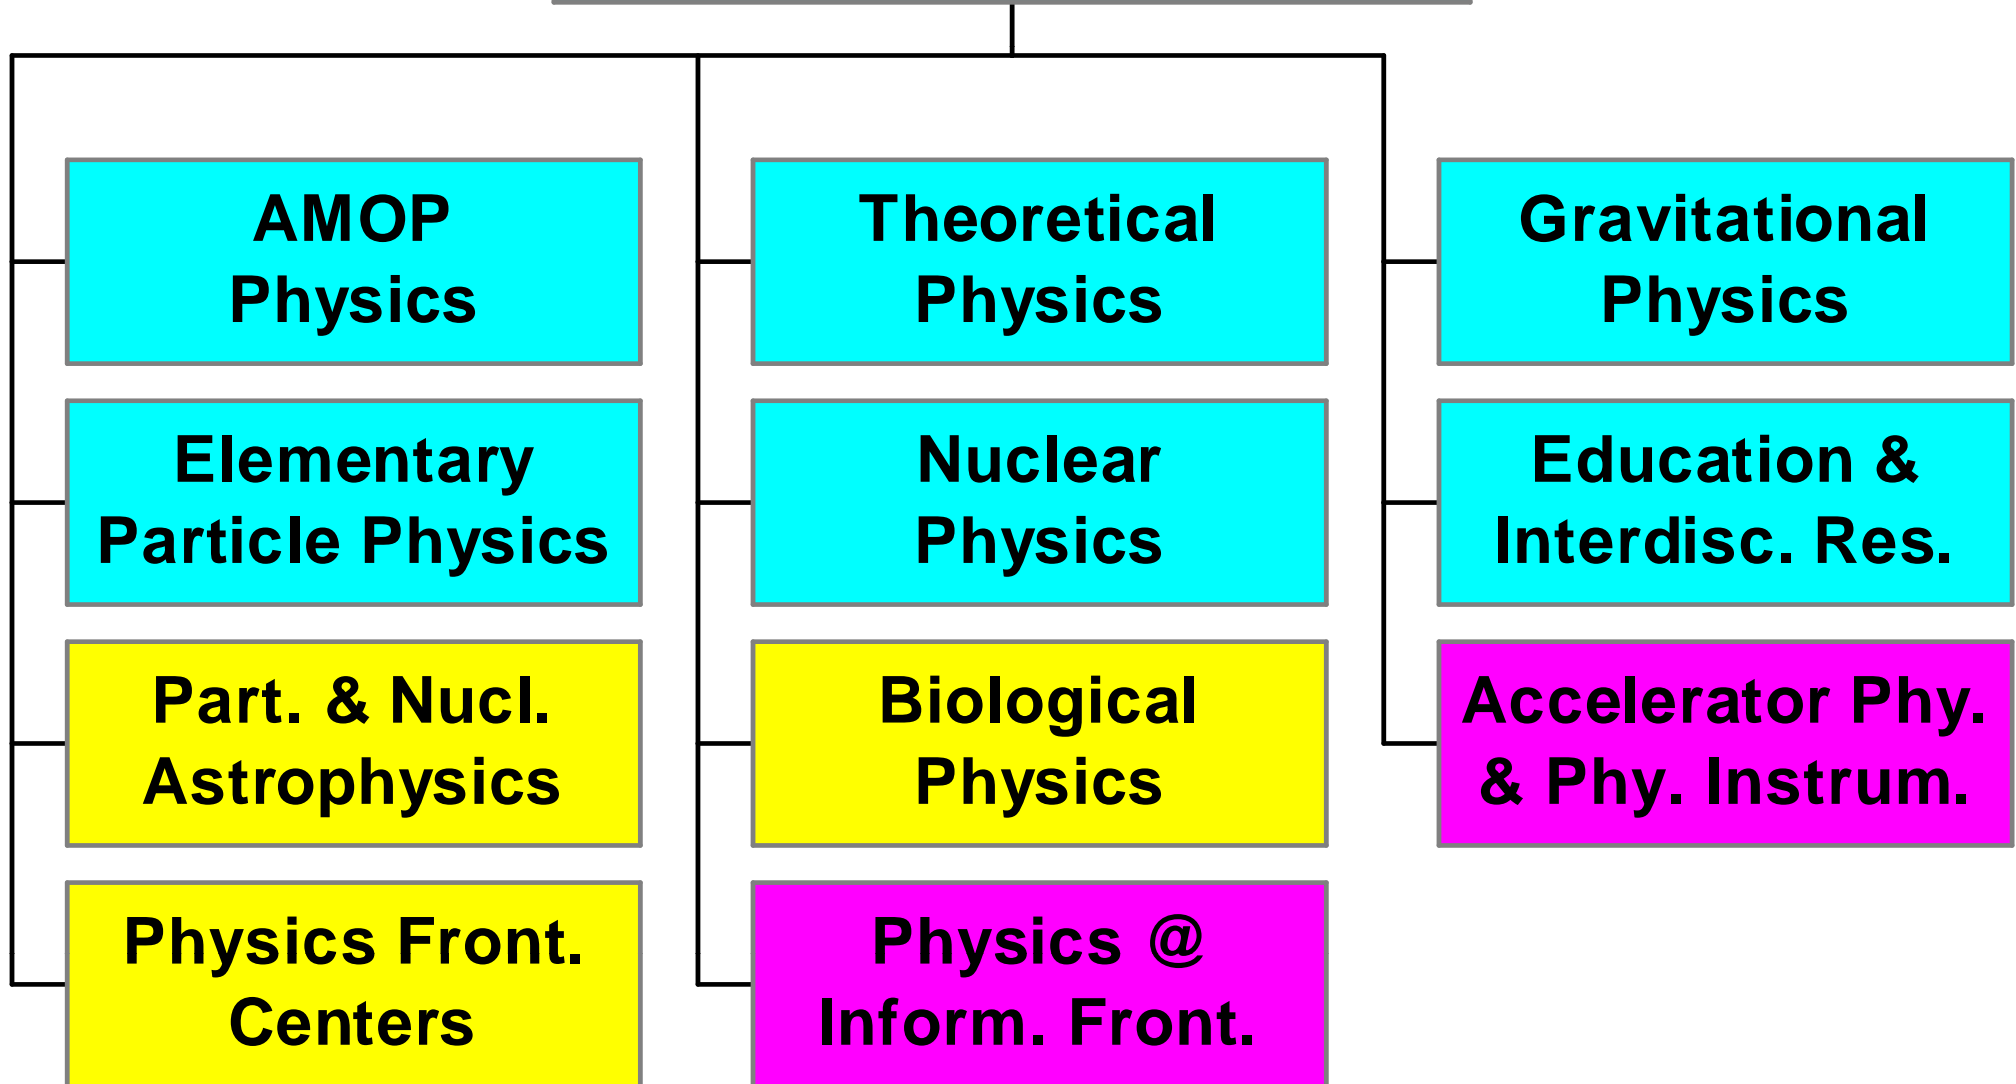 AMOP
Physics
Theoretical
Physics
Gravitational
Physics
Elementary
Particle Physics
Nuclear
Physics
Education &
Interdisc. Res.
Part. & Nucl.
Astrophysics
Biological
Physics
Accelerator Phy.
& Phy. Instrum.
Physics Front.
Centers
Physics @
Inform. Front.